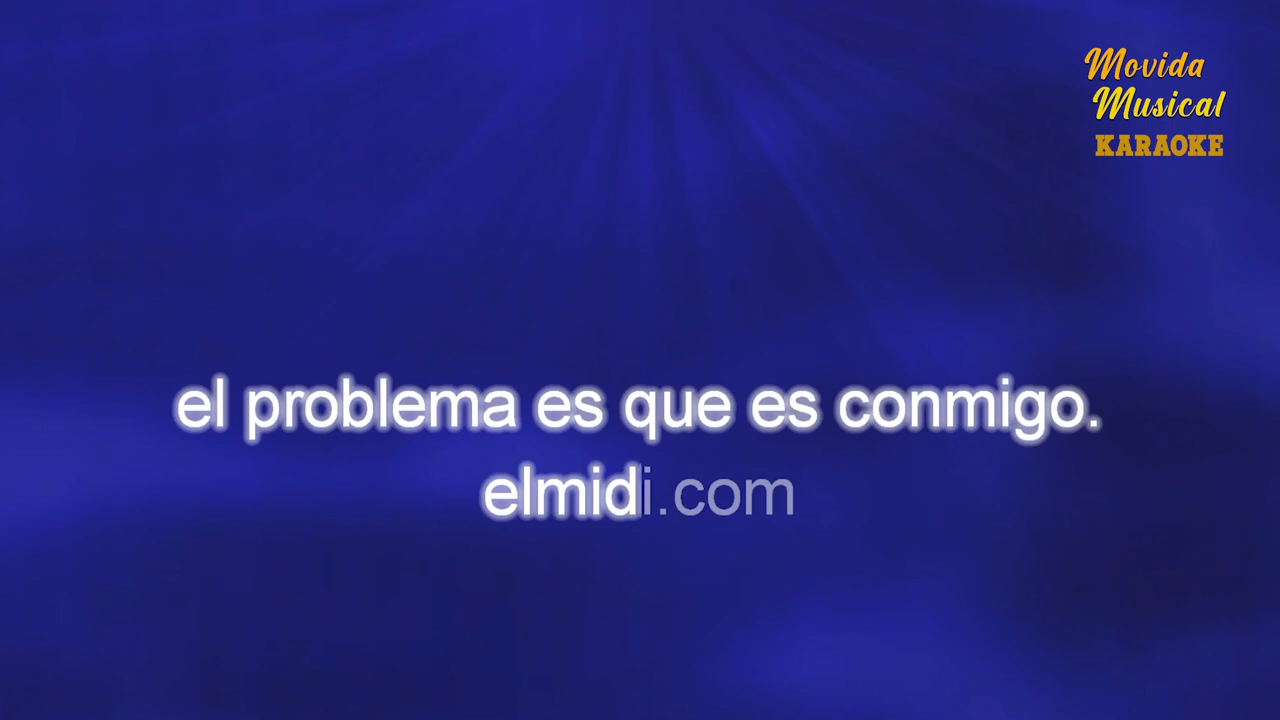 Movida
Musical
KARAOKE
el problema es que es conmigo.
elmidi.com